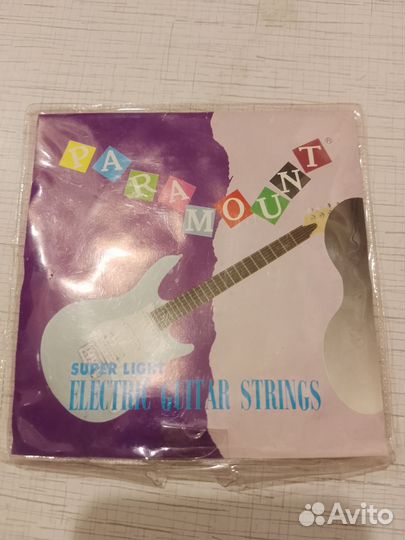 PARAMOUNT®
SUPER LIGHT
ELECTRIC GUITAR STRINGS
Avito